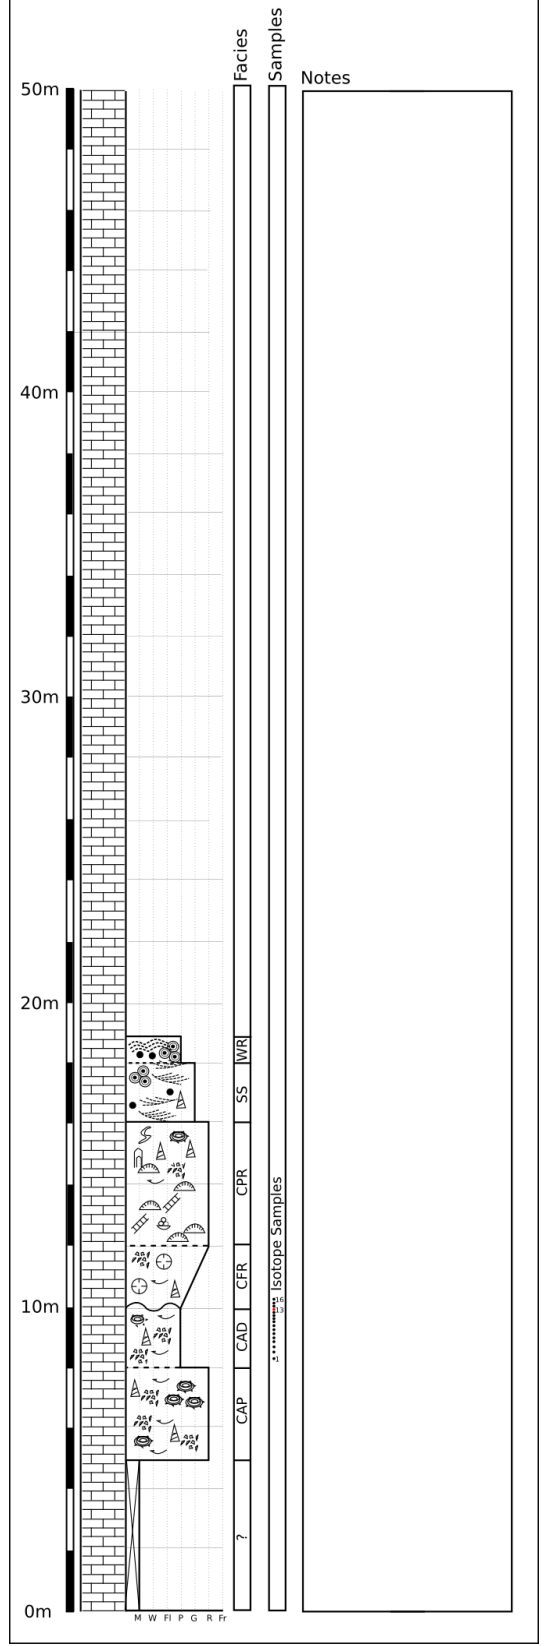 Facies
Samples
Notes
50m
40m
30m
20m
WR
SS
CPR
Isotope Samples
CFR
16
10m
13
CAD
1
CAP
?
0m
M W Fl P G R Fr